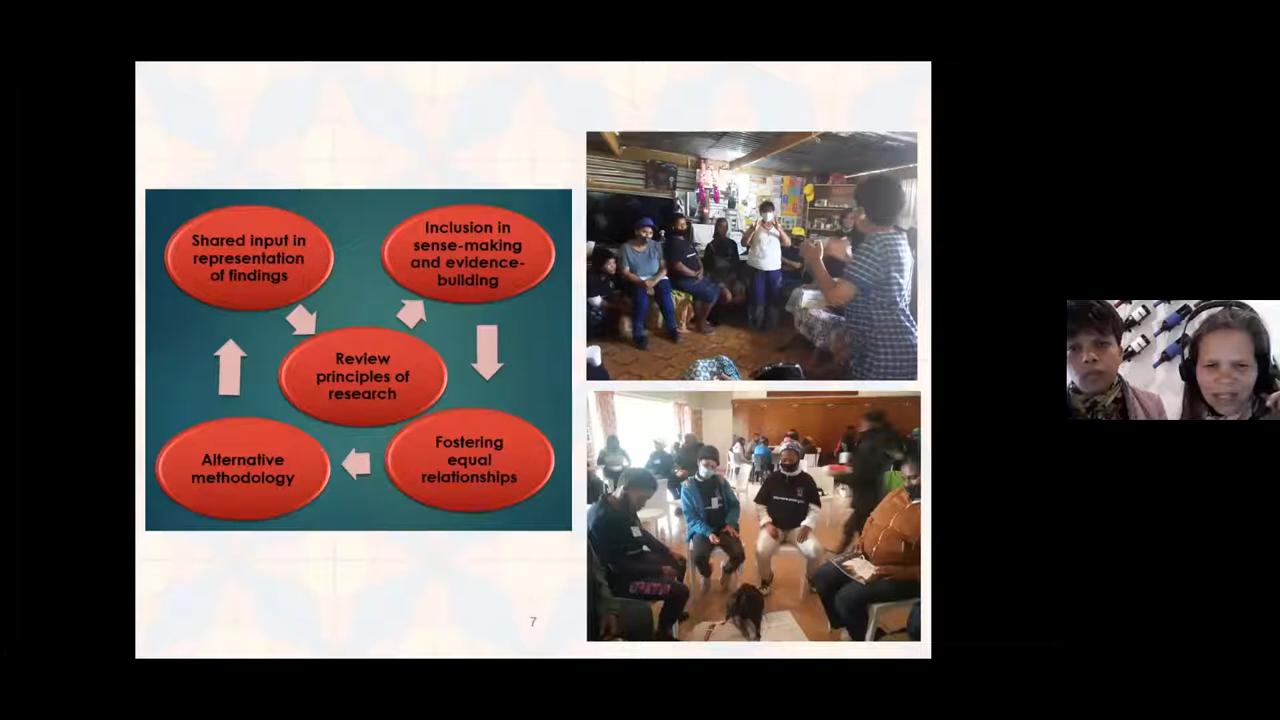 Shared input in
representation
of findings
Inclusion in
sense-making
and evidence-
building
Review
principles of
research
Alternative
methodology
Fostering
equal
relationships
7